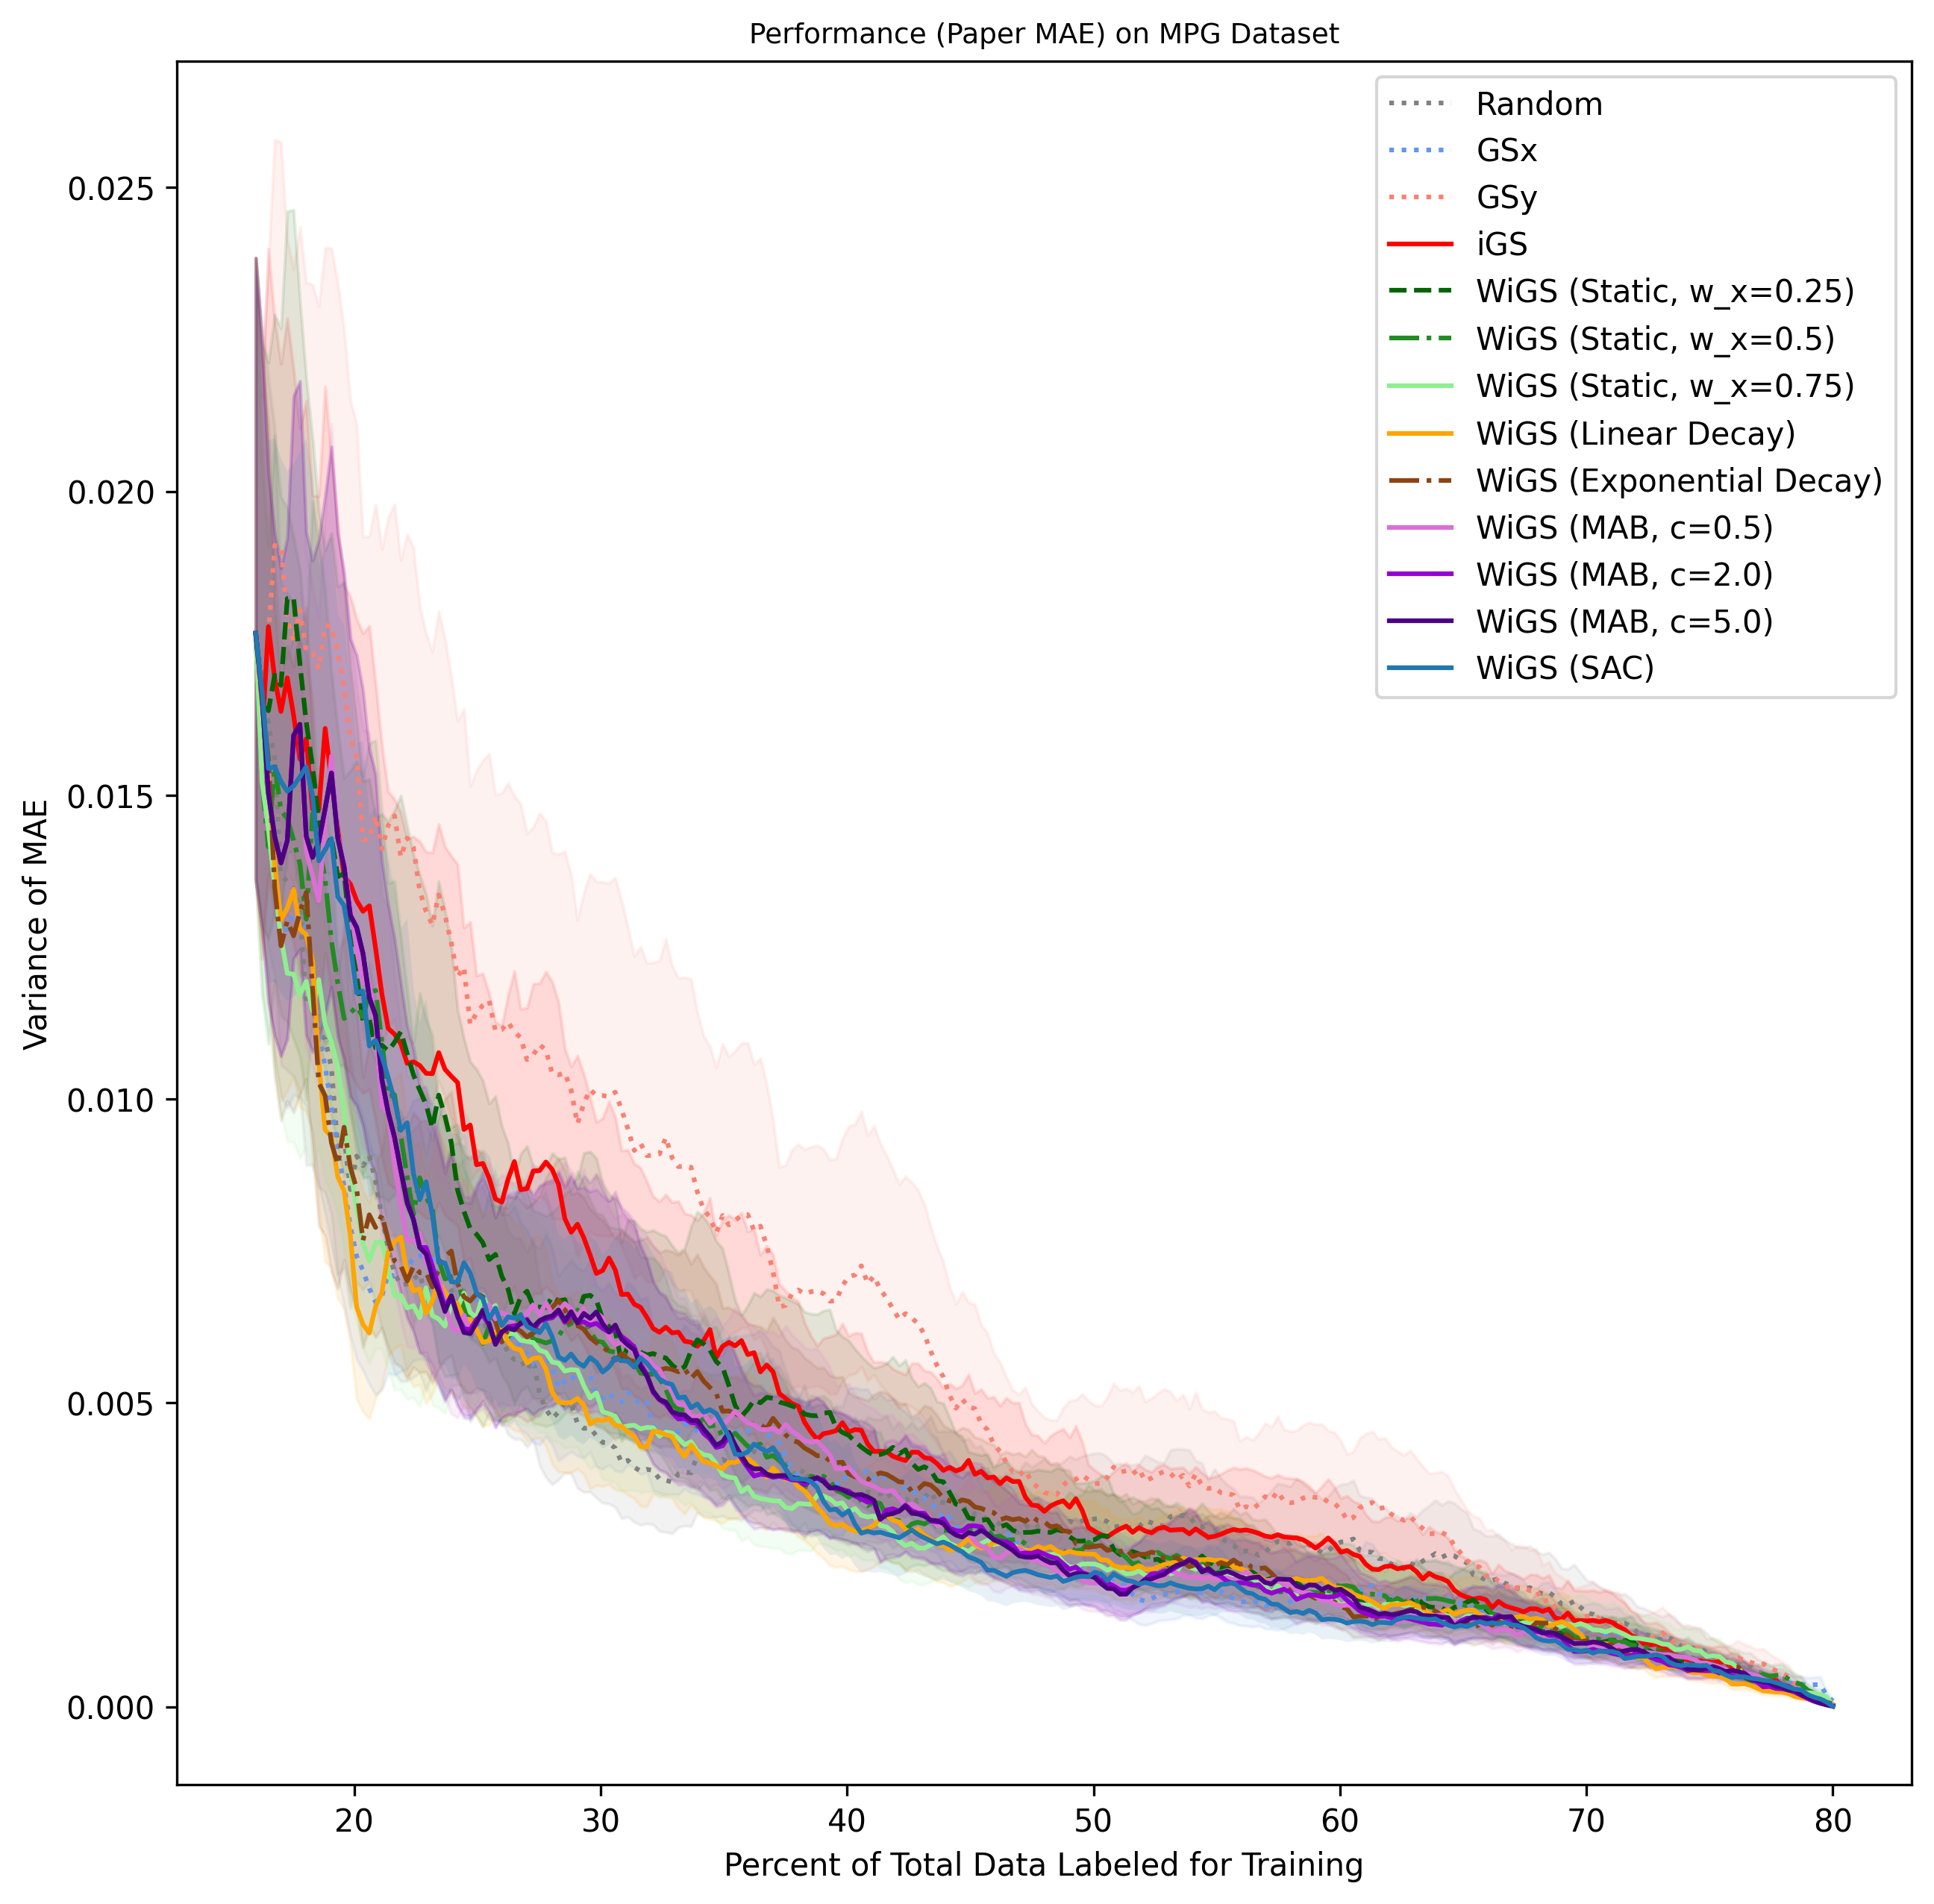 Performance (Paper MAE) on MPG Dataset
Variance of MAE
0.025
0.020
0.015
0.010
0.005
0.000
Random
GSx
GSy
iGS
WiGS (Static, w_x=0.25)
WiGS (Static, w_x=0.5)
WiGS (Static, w_x=0.75)
WiGS (Linear Decay)
WiGS (Exponential Decay)
WiGS (MAB, c=0.5)
WiGS (MAB, c=2.0)
WiGS (MAB, c=5.0)
WiGS (SAC)
20 30 40 50 60 70 80
Percent of Total Data Labeled for Training